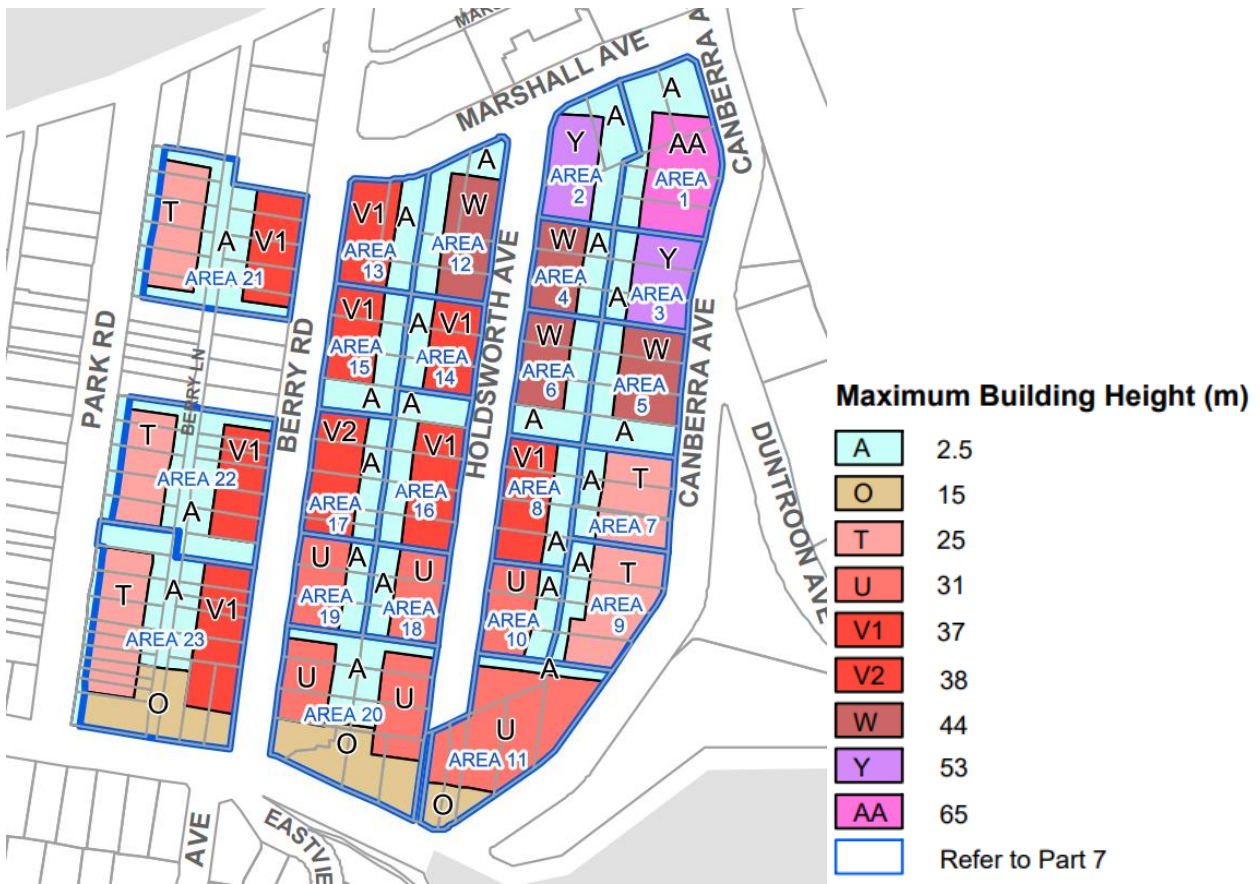 MARSHALL AVE
CANBERRA A
A
A
Y
AA
AREA
2
AREA
1
CANBERRA AVE
A
W
V1
A
AREA
13
AREA
12
T
A
V1
AREA 21
W
A
AREA
4
Y
A
AREA
3
PARK RD
BERRY LN
BERRY RD
HOLDSWORTH AVE
V1
A
V1
AREA
15
AREA
14
W
AREA
6
W
AREA
5
CANBERRA AVE
DUNTROON AVE
A
A
A
A
T
V1
AREA 22
A
V2
A
V1
AREA
17
AREA
16
V1
A
T
AREA
8
AREA 7
A
T
A
V1
AREA 23
O
U
A
A
U
AREA
19
AREA
18
U
A
A
T
AREA
10
AREA
9
A
U
A
U
AREA 20
O
U
AREA 11
O
AVE
EASTVIE
Maximum Building Height (m)
A 2.5
O 15
T 25
U 31
V1 37
V2 38
W 44
Y 53
AA 65
Refer to Part 7